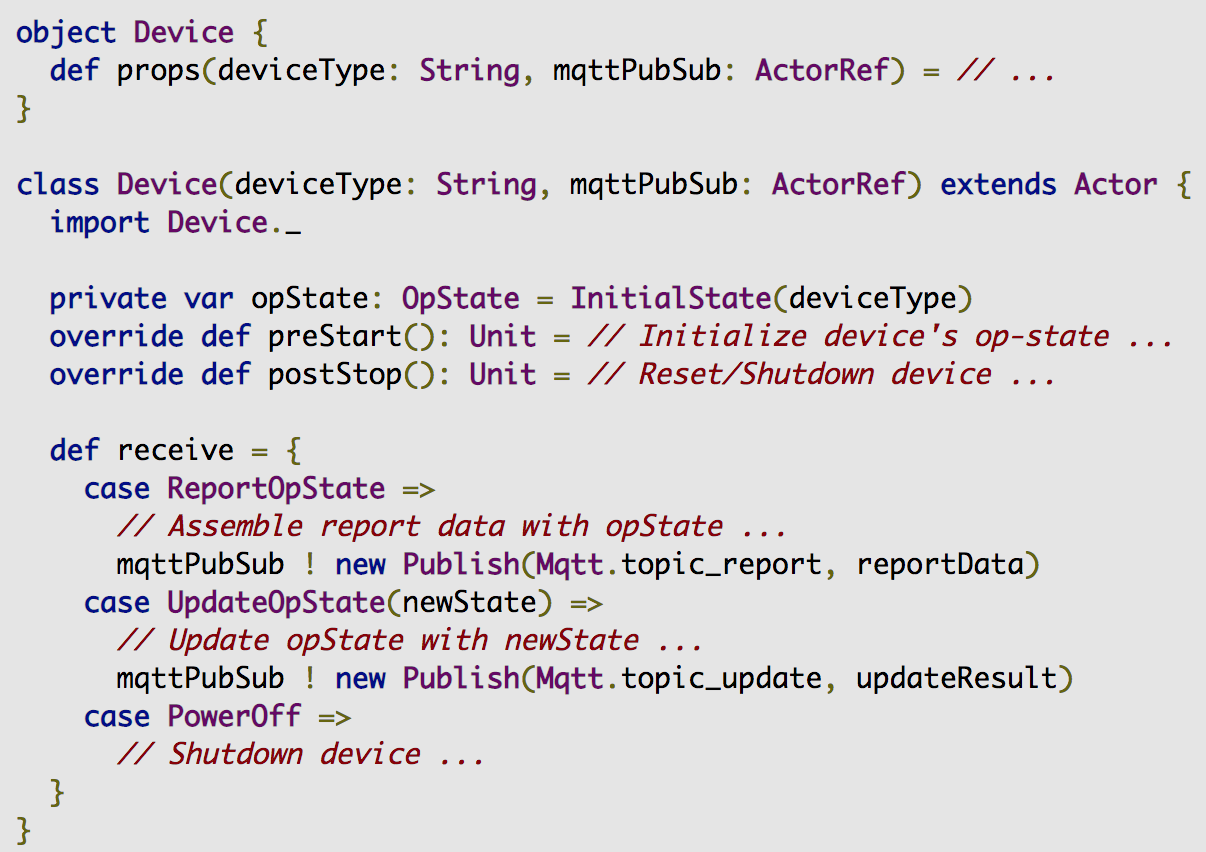 object Device {
  def props(deviceType: String, mqttPubSub: ActorRef) = // ...
}

class Device(deviceType: String, mqttPubSub: ActorRef) extends Actor {
  import Device._

  private var opState: OpState = InitialState(deviceType)
  override def preStart(): Unit = // Initialize device's op-state ...
  override def postStop(): Unit = // Reset/Shutdown device ...

  def receive = {
    case ReportOpState =>
      // Assemble report data with opState ...
      mqttPubSub ! new Publish(Mqtt.topic_report, reportData)
    case UpdateOpState(newState) =>
      // Update opState with newState ...
      mqttPubSub ! new Publish(Mqtt.topic_update, updateResult)
    case PowerOff =>
      // Shutdown device ...
  }
}